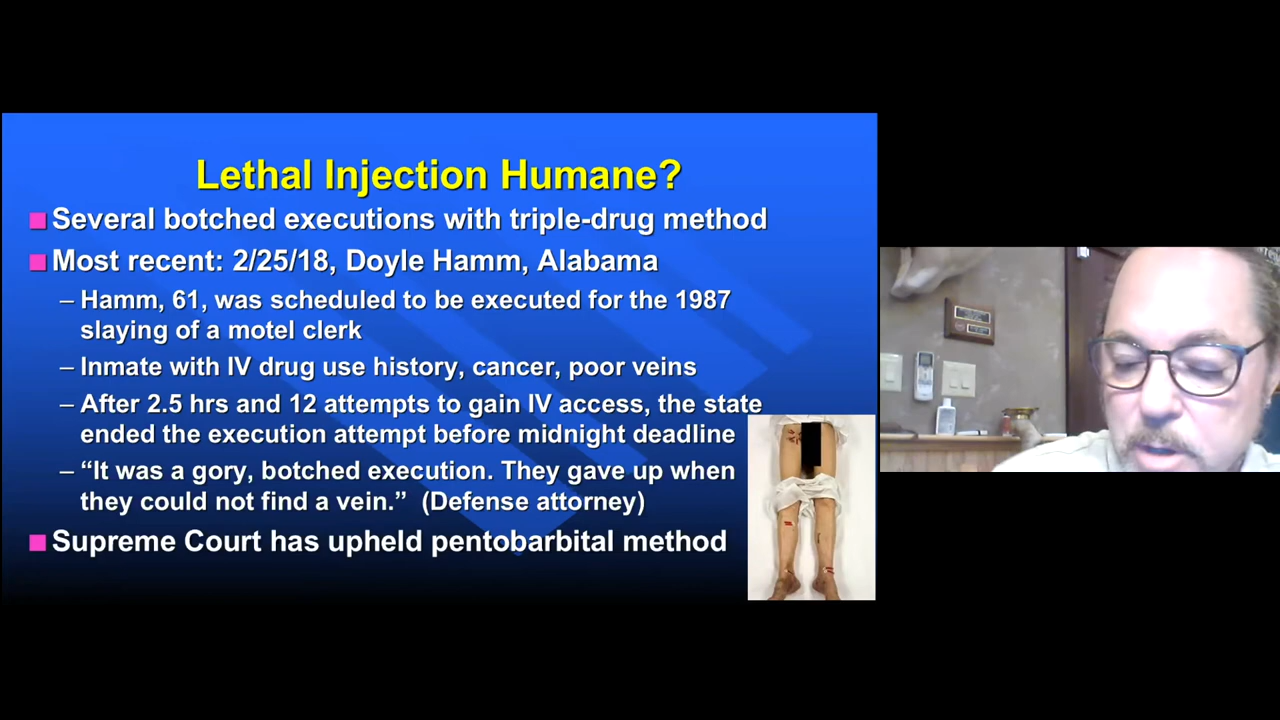 Lethal Injection Humane?
Several botched executions with triple-drug method
Most recent: 2/25/18, Doyle Hamm, Alabama
– Hamm, 61, was scheduled to be executed for the 1987
slaying of a motel clerk
– Inmate with IV drug use history, cancer, poor veins
– After 2.5 hrs and 12 attempts to gain IV access, the state
ended the execution attempt before midnight deadline
– “It was a gory, botched execution. They gave up when
they could not find a vein.” (Defense attorney)
Supreme Court has upheld pentobarbital method